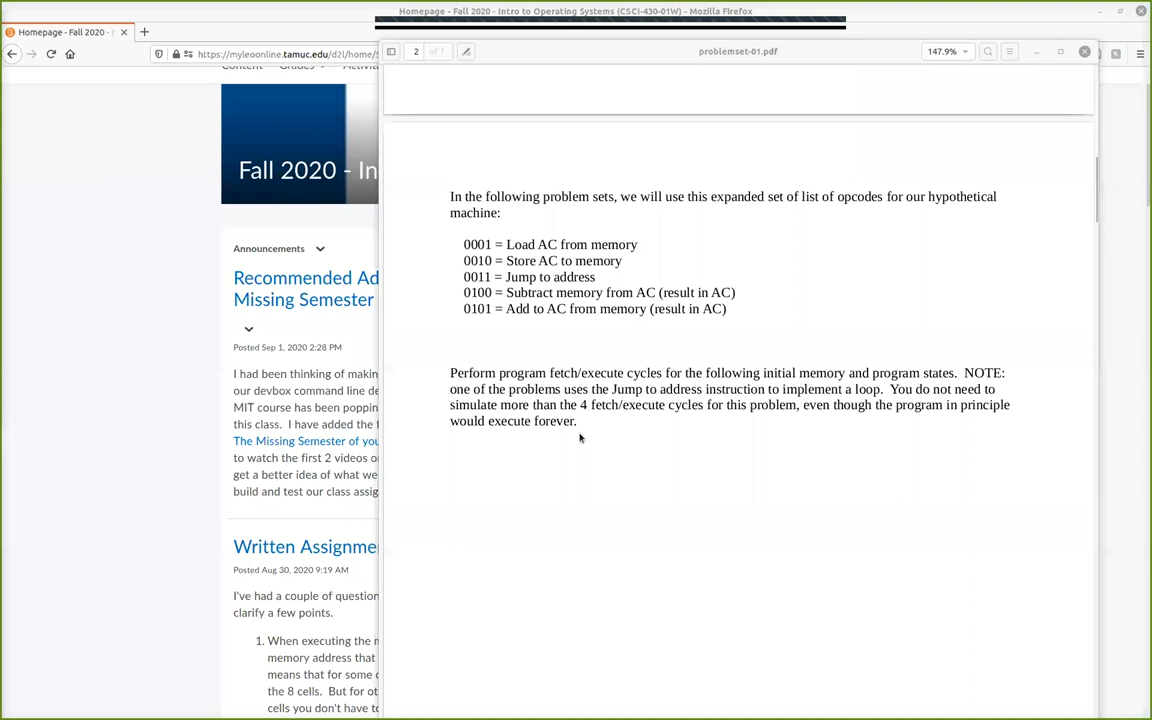 Homepage - Fall 2020 - Intro to Operating Systems (CSCI-430-01W) - Mozilla Firefox
Homepage - Fall 2020 -
https://myleoonline.tamuc.edu/d2l/home/
2 of 7
problemset-01.pdf
147.9%
Content Grades
Fall 2020 - In
Announcements
Recommended Ad
Missing Semester
Posted Sep 1, 2020 2:28 PM
I had been thinking of makin
our devbox command line de
MIT course has been poppin
this class. I have added the
The Missing Semester of you
to watch the first 2 videos o
get a better idea of what we
build and test our class assig
Written Assignme
Posted Aug 30, 2020 9:19 AM
I've had a couple of question
clarify a few points.
1. When executing the
memory address that
means that for some
the 8 cells. But for ot
cells you don't have to
In the following problem sets, we will use this expanded set of list of opcodes for our hypothetical
machine:
0001 = Load AC from memory
0010 = Store AC to memory
0011 = Jump to address
0100 = Subtract memory from AC (result in AC)
0101 = Add to AC from memory (result in AC)
Perform program fetch/execute cycles for the following initial memory and program states. NOTE:
one of the problems uses the Jump to address instruction to implement a loop. You do not need to
simulate more than the 4 fetch/execute cycles for this problem, even though the program in principle
would execute forever.